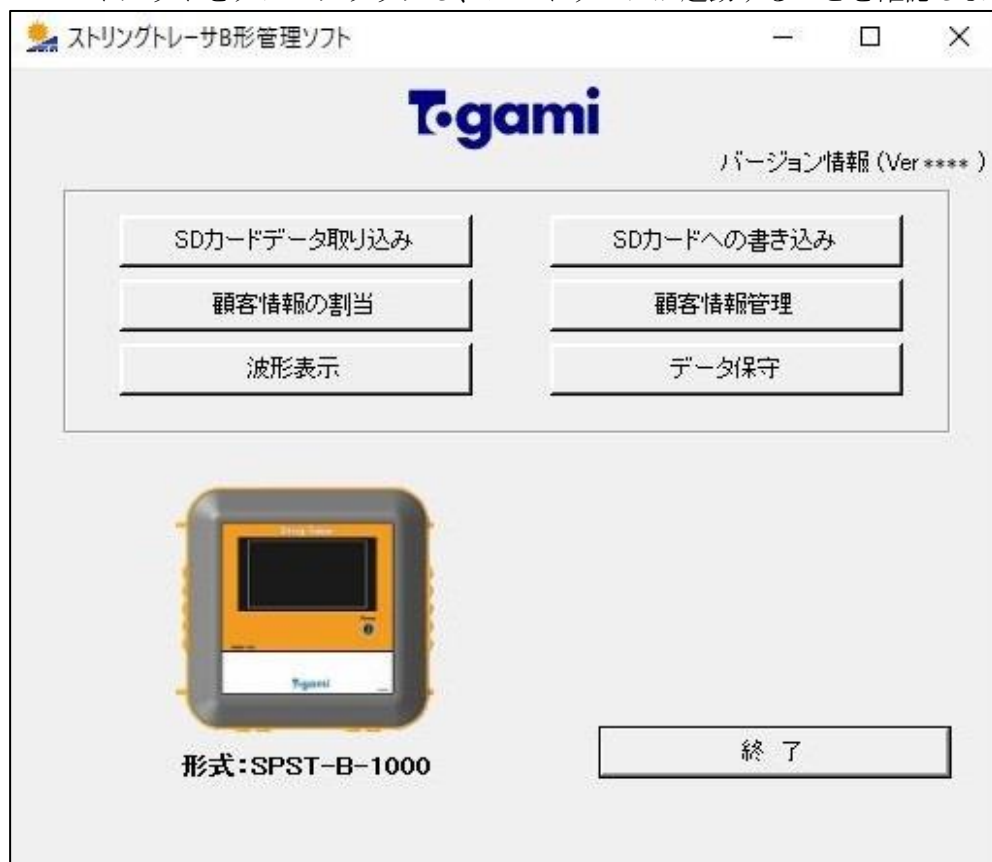 ストリングトレーサB形管理ソフト
Togami
バージョン情報(Ver **** )
SDカードデータ取り込み
SDカードへの書き込み
顧客情報の割当
顧客情報管理
波形表示
データ保守
Togami
形式:SPST-B-1000
終 了